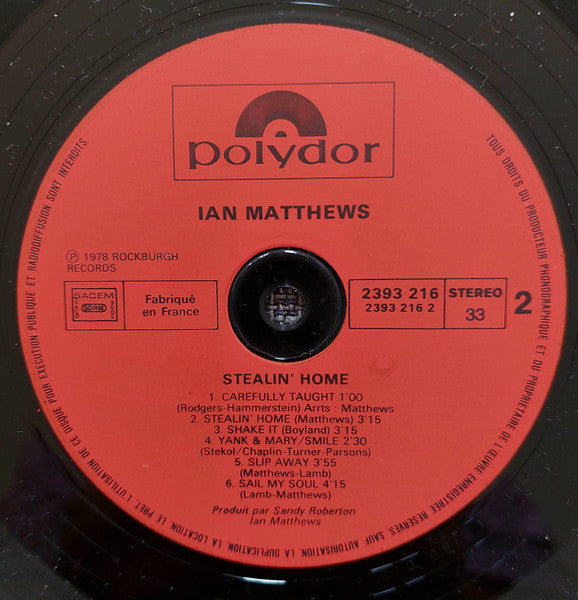 polydor
IAN MATTHEWS
℗ 1978 ROCKBURGH
RECORDS
SACEM
Fabriqué
en France
2393 216
2393 216 2
STEREO
33
2
STEALIN' HOME
1. CAREFULLY TAUGHT 1'00
(Rodgers-Hammerstein) Arrts : Matthews
2. STEALIN' HOME (Matthews) 3'15
3. SHAKE IT (Boyland) 3'15
4. YANK & MARY/SMILE 2'30
(Stekol/Chaplin-Turner-Parsons)
5. SLIP AWAY 3'55
(Matthews-Lamb)
6. SAIL MY SOUL 4'15
(Lamb-Matthews)
Produit par Sandy Roberton
Ian Matthews
TOUS DROITS DU PRODUCTEUR PHONOGRAPHIQUE ET DU PROPRIETAIRE DE L'ŒUVRE ENREGISTREE RESERVES. SAUF AUTORISATION, LA DUPLICATION, LA LOCATION, LE PRET, L'UTILISATION DE CE DISQUE POUR EXECUTION PUBLIQUE ET RADIODIFFUSION SONT INTERDITS.